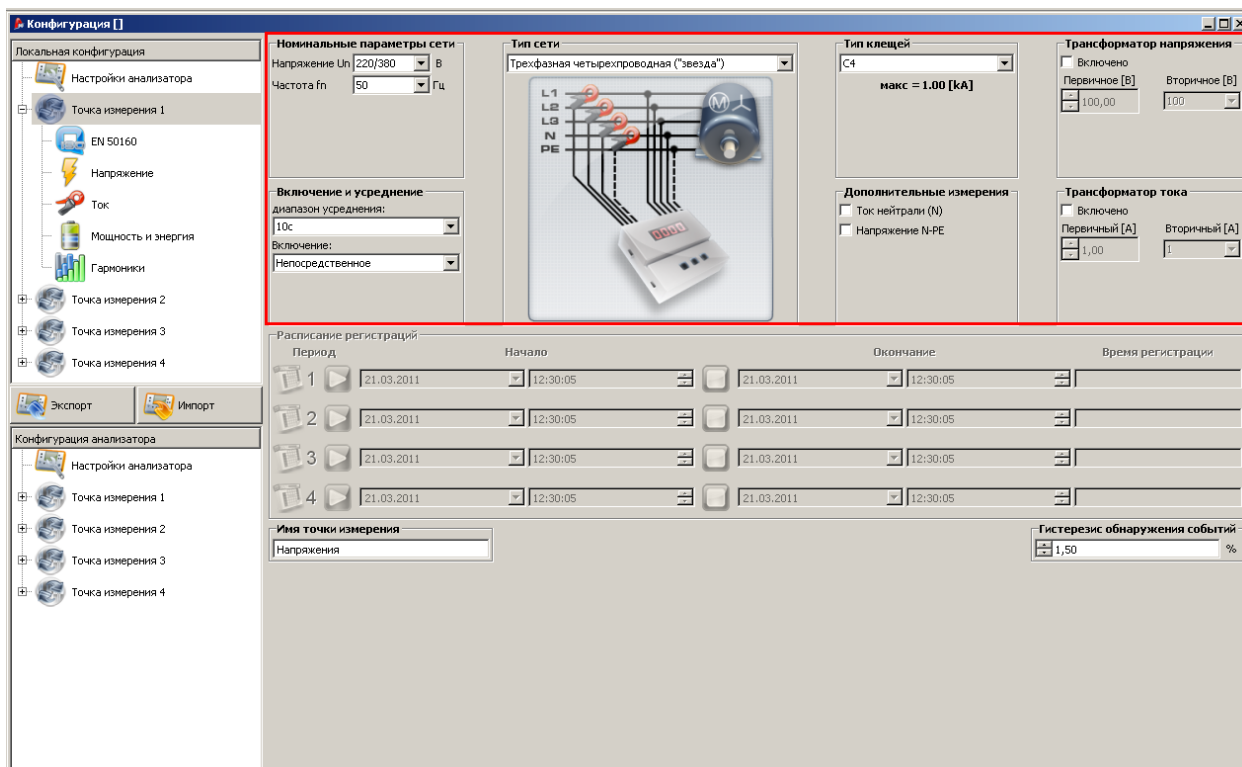 Конфигурация []
Локальная конфигурация
Настройки анализатора
Точка измерения 1
EN 50160
Напряжение
Ток
Мощность и энергия
Гармоники
Точка измерения 2
Точка измерения 3
Точка измерения 4
Экспорт
Импорт
Конфигурация анализатора
Настройки анализатора
Точка измерения 1
Точка измерения 2
Точка измерения 3
Точка измерения 4
Номинальные параметры сети
Напряжение Un 220/380 В
Частота fn 50 Гц
Включение и усреднение
диапазон усреднения:
10с
Включение:
Непосредственное
Тип сети
Трехфазная четырехпроводная ("звезда")
L1
L2
L3
N
PE
M
Тип клещей
C4
макс = 1.00 [kA]
Дополнительные измерения
Ток нейтрали (N)
Напряжение N-PE
Трансформатор напряжения
Включено
Первичное [В] Вторичное [В]
100,00 100
Трансформатор тока
Включено
Первичный [А] Вторичный [А]
1,00 1
Расписание регистраций
Период Начало Окончание Время регистрации
1 21.03.2011 12:30:05 21.03.2011 12:30:05
2 21.03.2011 12:30:05 21.03.2011 12:30:05
3 21.03.2011 12:30:05 21.03.2011 12:30:05
4 21.03.2011 12:30:05 21.03.2011 12:30:05
Имя точки измерения
Напряжения
Гистерезис обнаружения событий
1,50 %